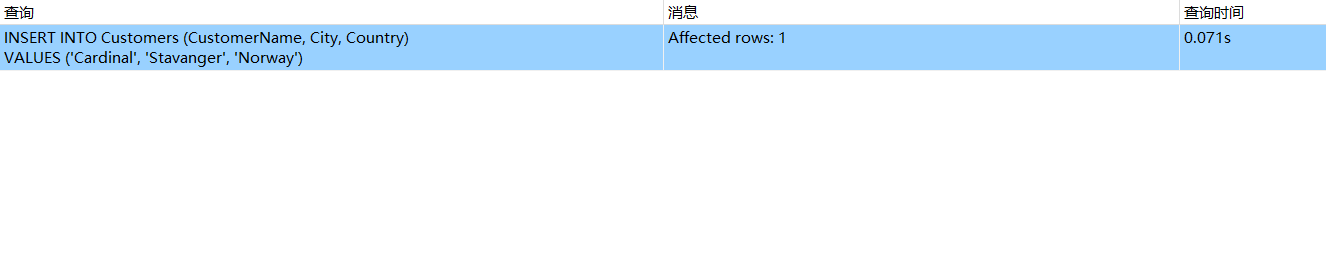 查询 消息 查询时间
INSERT INTO Customers (CustomerName, City, Country) Affected rows: 1 0.071s
VALUES ('Cardinal', 'Stavanger', 'Norway')